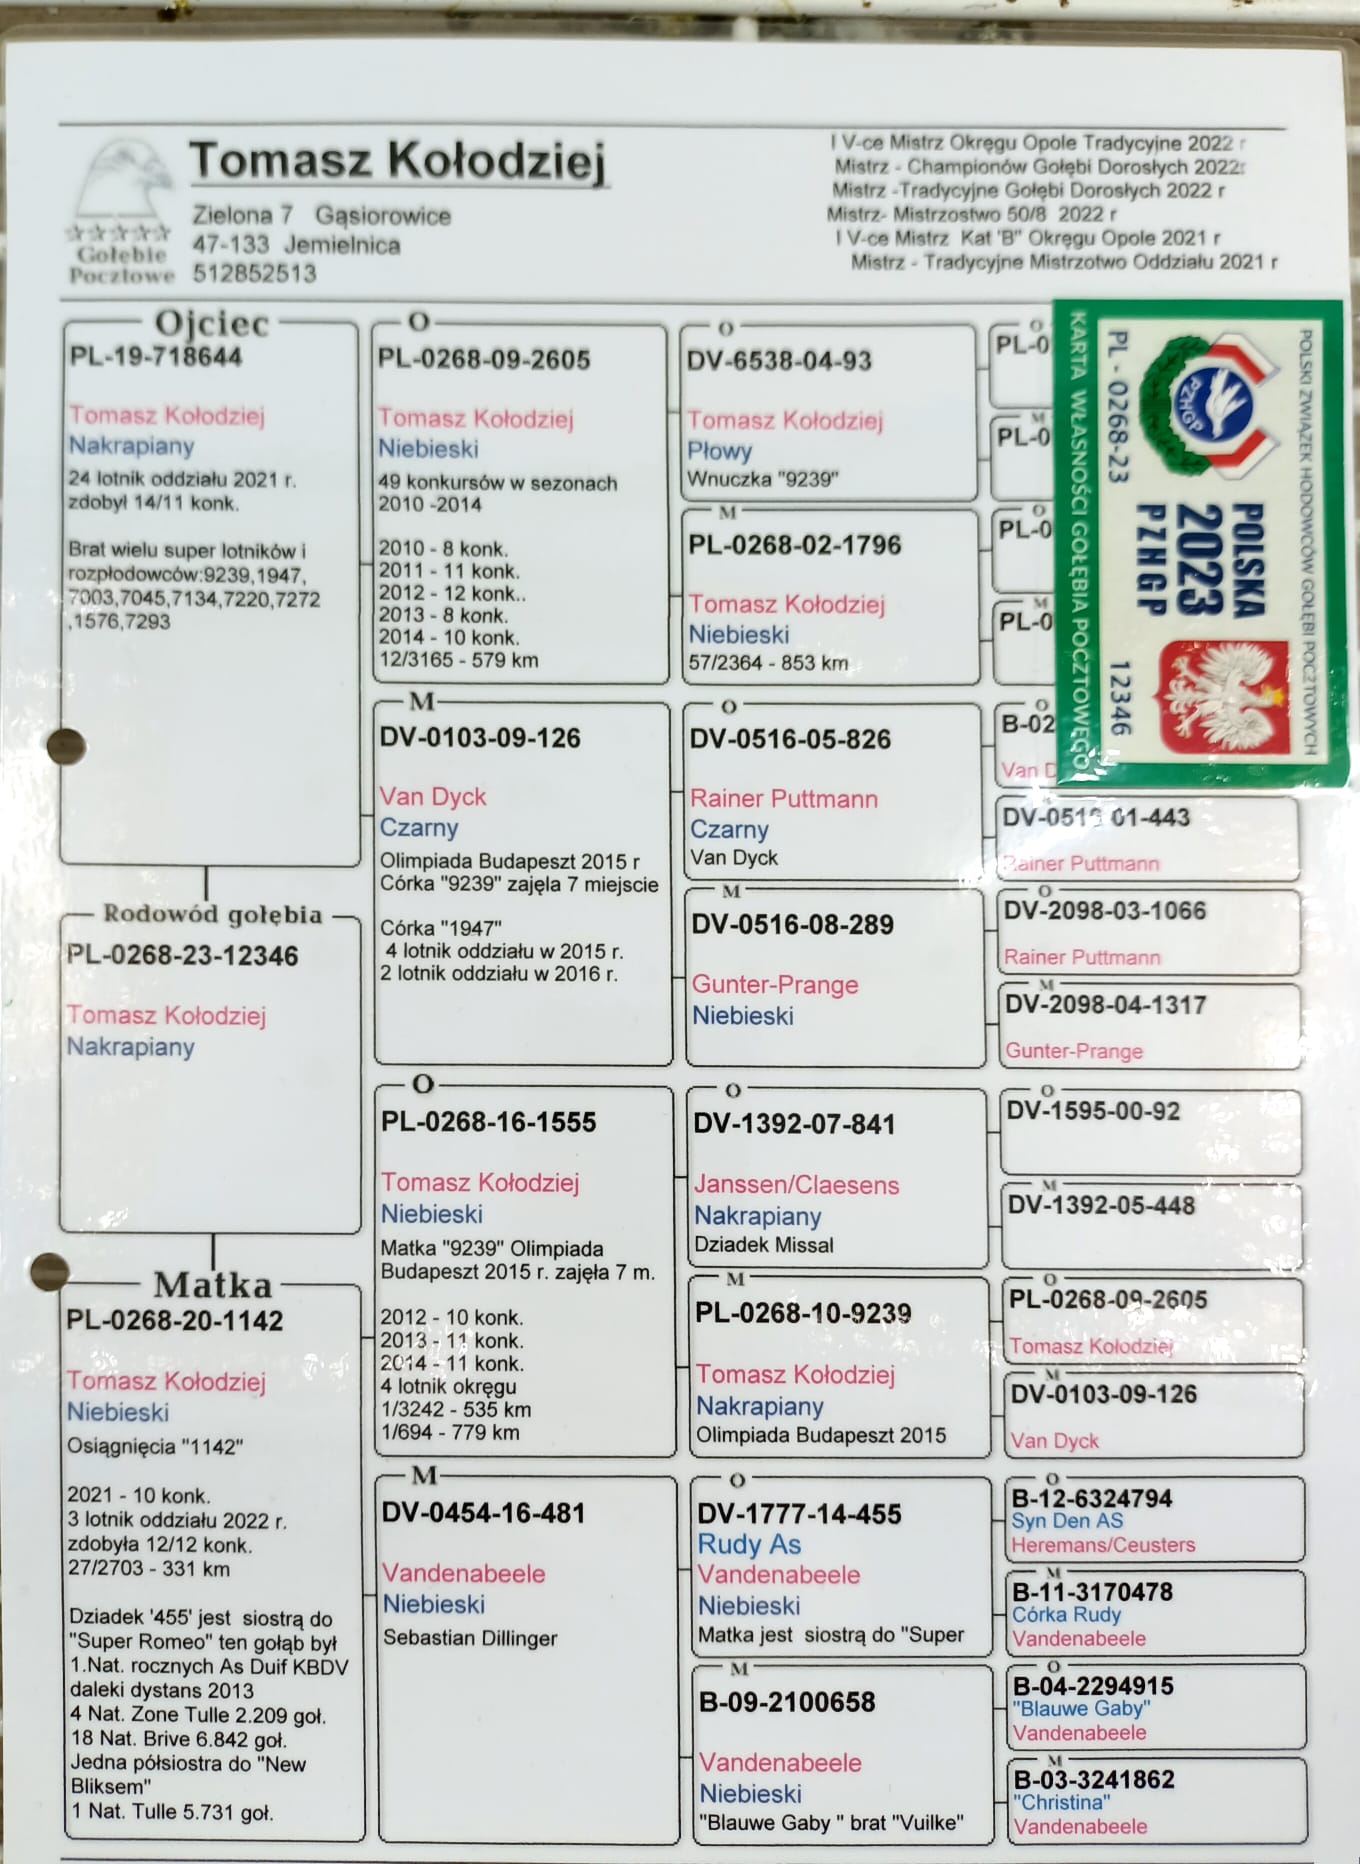 Tomasz Kołodziej
Zielona 7 Gąsiorowice
47-133 Jemielnica
512852513
Gołębie
Pocztowe
I V-ce Mistrz Okręgu Opole Tradycyjne 2022 r
Mistrz - Championów Gołębi Dorosłych 2022r
Mistrz -Tradycyjne Gołębi Dorosłych 2022 r
Mistrz- Mistrzostwo 50/8 2022 r
I V-ce Mistrz Kat 'B" Okręgu Opole 2021 r
Mistrz - Tradycyjne Mistrzotwo Oddziału 2021 r
Ojciec
PL-19-718644
Tomasz Kołodziej
Nakrapiany
24 lotnik oddziału 2021 r.
zdobył 14/11 konk.
Brat wielu super lotników i
rozpłodowców:9239,1947,
7003,7045,7134,7220,7272
,1576,7293
Rodowód gołębia
PL-0268-23-12346
Tomasz Kołodziej
Nakrapiany
Matka
PL-0268-20-1142
Tomasz Kołodziej
Niebieski
Osiągnięcia "1142"
2021 - 10 konk.
3 lotnik oddziału 2022 r.
zdobyła 12/12 konk.
27/2703 - 331 km
Dziadek '455' jest siostrą do
"Super Romeo" ten gołąb był
1.Nat. rocznych As Duif KBDV
daleki dystans 2013
4 Nat. Zone Tulle 2.209 goł.
18 Nat. Brive 6.842 goł.
Jedna półsiostra do "New
Bliksem"
1 Nat. Tulle 5.731 goł.
O
PL-0268-09-2605
Tomasz Kołodziej
Niebieski
49 konkursów w sezonach
2010 -2014
2010 - 8 konk.
2011 - 11 konk.
2012 - 12 konk..
2013 - 8 konk.
2014 - 10 konk.
12/3165 - 579 km
M
DV-0103-09-126
Van Dyck
Czarny
Olimpiada Budapeszt 2015 r
Córka "9239" zajęla 7 miejscie
Córka "1947"
4 lotnik oddziału w 2015 r.
2 lotnik oddziału w 2016 r.
O
PL-0268-16-1555
Tomasz Kołodziej
Niebieski
Matka "9239" Olimpiada
Budapeszt 2015 r. zajęła 7 m.
2012 - 10 konk.
2013 - 11 konk.
2014 - 11 konk.
4 lotnik okręgu
1/3242 - 535 km
1/694 - 779 km
M
DV-0454-16-481
Vandenabeele
Niebieski
Sebastian Dillinger
O
DV-6538-04-93
Tomasz Kołodziej
Płowy
Wnuczka "9239"
M
PL-0268-02-1796
Tomasz Kołodziej
Niebieski
57/2364 - 853 km
O
DV-0516-05-826
Rainer Puttmann
Czarny
Van Dyck
M
DV-0516-08-289
Gunter-Prange
Niebieski
O
DV-1392-07-841
Janssen/Claesens
Nakrapiany
Dziadek Missal
M
PL-0268-10-9239
Tomasz Kołodziej
Nakrapiany
Olimpiada Budapeszt 2015
O
DV-1777-14-455
Rudy As
Vandenabeele
Niebieski
Matka jest siostrą do "Super
M
B-09-2100658
Vandenabeele
Niebieski
"Blauwe Gaby " brat "Vuilke"
O
PL-0
M
PL-0
O
PL-0
M
PL-0
O
B-02
Van D
DV-0516-01-443
Rainer Puttmann
O
DV-2098-03-1066
Rainer Puttmann
M
DV-2098-04-1317
Gunter-Prange
O
DV-1595-00-92
M
DV-1392-05-448
O
PL-0268-09-2605
Tomasz Kołodziej
M
DV-0103-09-126
Van Dyck
O
B-12-6324794
Syn Den AS
Heremans/Ceusters
M
B-11-3170478
Córka Rudy
Vandenabeele
O
B-04-2294915
"Blauwe Gaby"
Vandenabeele
M
B-03-3241862
"Christina"
Vandenabeele
POLSKI ZWIĄZEK HODOWCÓW GOŁĘBI POCZTOWYCH
PZHGP
POLSKA
2023
PZHGP
PL - 0268-23 12346
KARTA WŁASNOŚCI GOŁĘBIA POCZTOWEGO